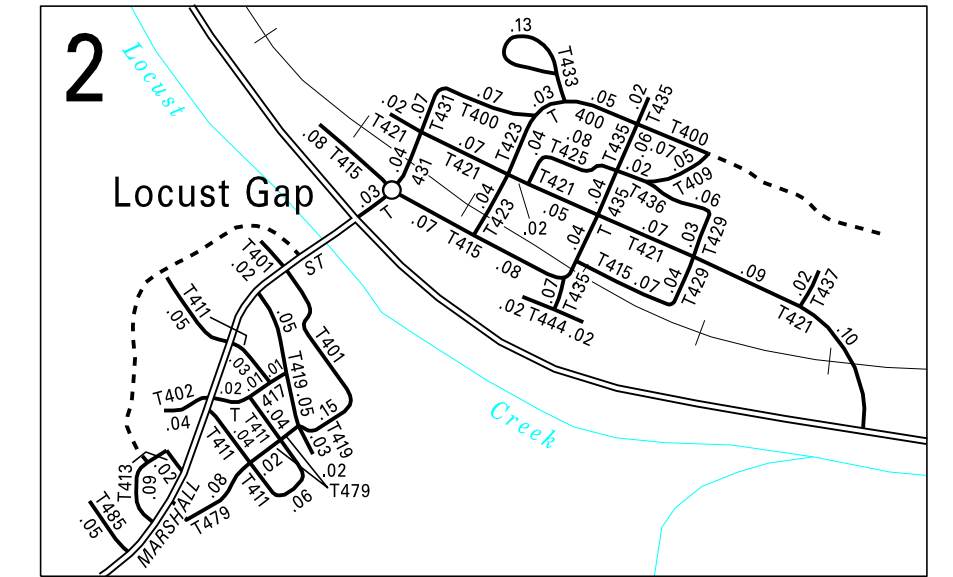 2
Locust
Creek
Locust Gap
.13
T433
.03
.05
.02
T435
T
400
T400
.07
T400
.07
T431
.02
T421
T423
.04
.08
T425
T435
.06
.07
.05
.02
T409
.06
.08
T415
.04
431
T
.03
.07
T421
T421
.04
435
T
T436
.07
T421
.03
T429
.04
T423
.02
.05
.04
.07
T415
.08
T415
.07
.04
T429
.09
.02
T437
T421
.10
.07
T435
.02
T444
.02
ST
T401
.02
T411
.05
.05
T401
.03
.01
.01
T419
.05
T402
.04
.02
T
417
.04
.15
T419
.03
T411
.04
T411
.02
T411
.06
.02
T479
.08
T479
T413
.02
.09
T485
.05
MARSHALL